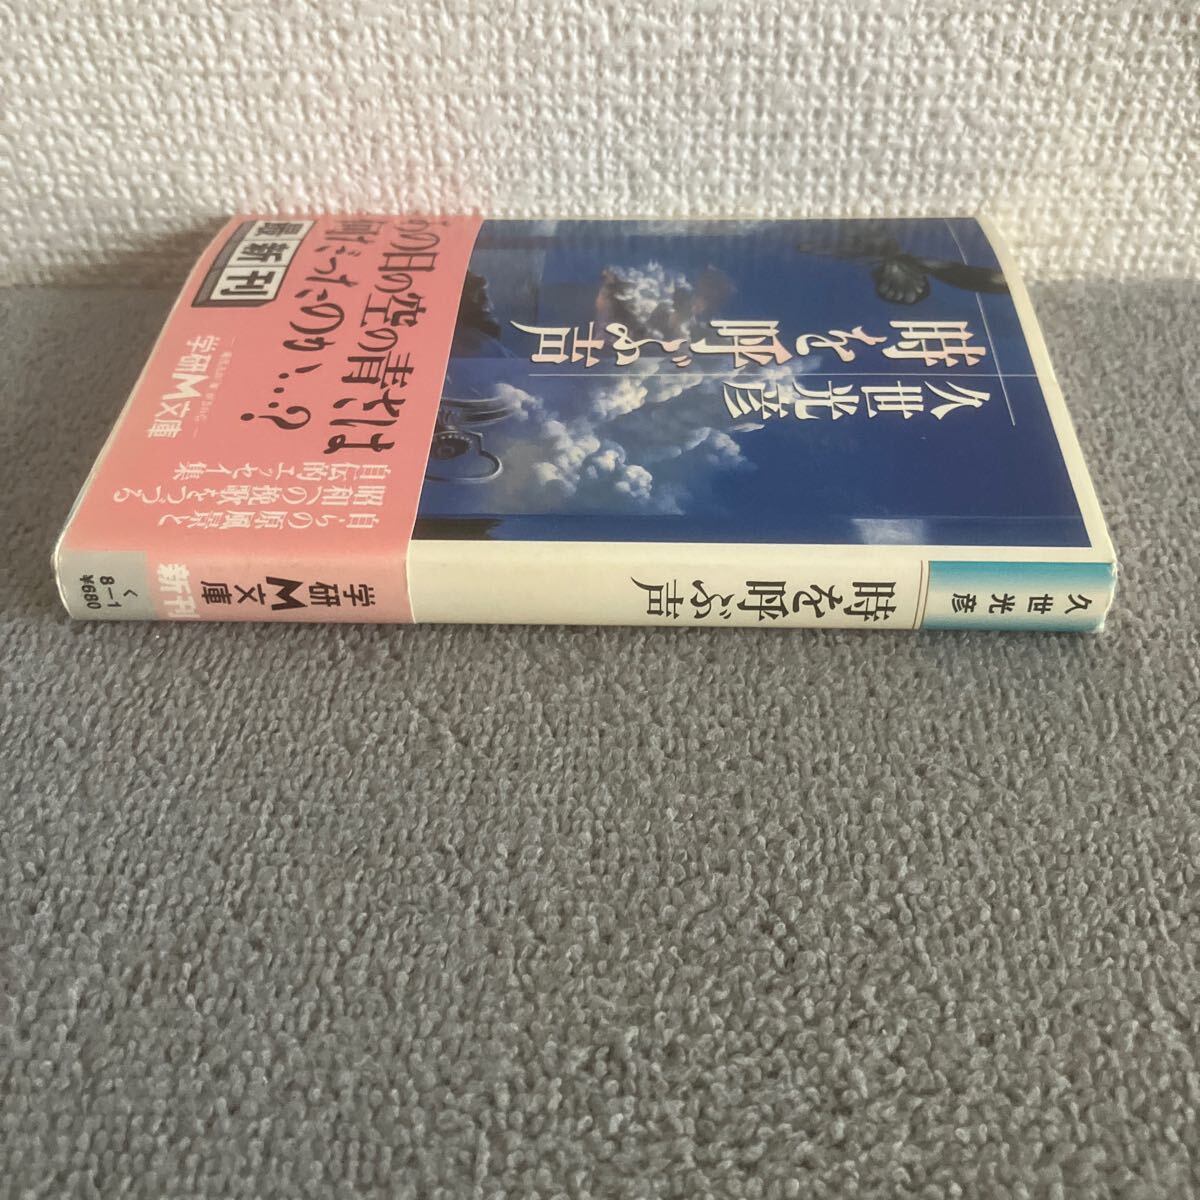 時を呼ぶ声
久世光彦
あの日の空の青は
何だったのか…?
最新刊
学研M文庫
自らの原風景と
昭和への挽歌をつづる
自伝的エッセイ集
久世光彦
時を呼ぶ声
学研M文庫
新刊
く
8-1
¥680